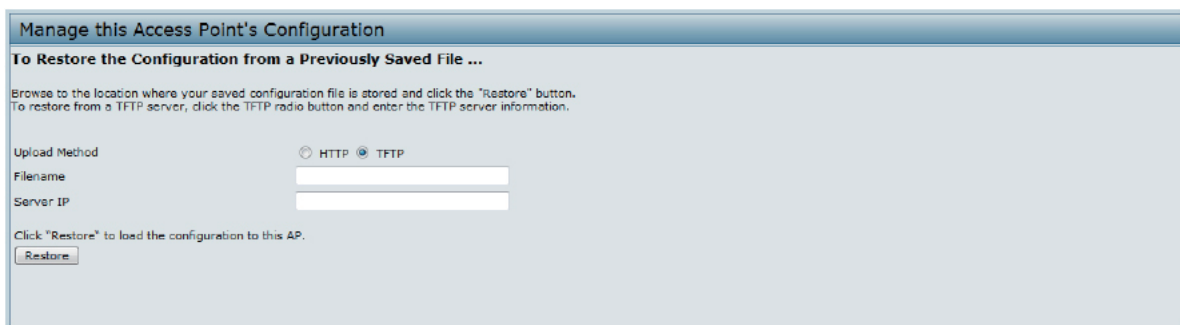 Manage this Access Point's Configuration
To Restore the Configuration from a Previously Saved File ...
Browse to the location where your saved configuration file is stored and click the "Restore" button.
To restore from a TFTP server, click the TFTP radio button and enter the TFTP server information.
Upload Method HTTP TFTP
Filename
Server IP
Click "Restore" to load the configuration to this AP.
Restore